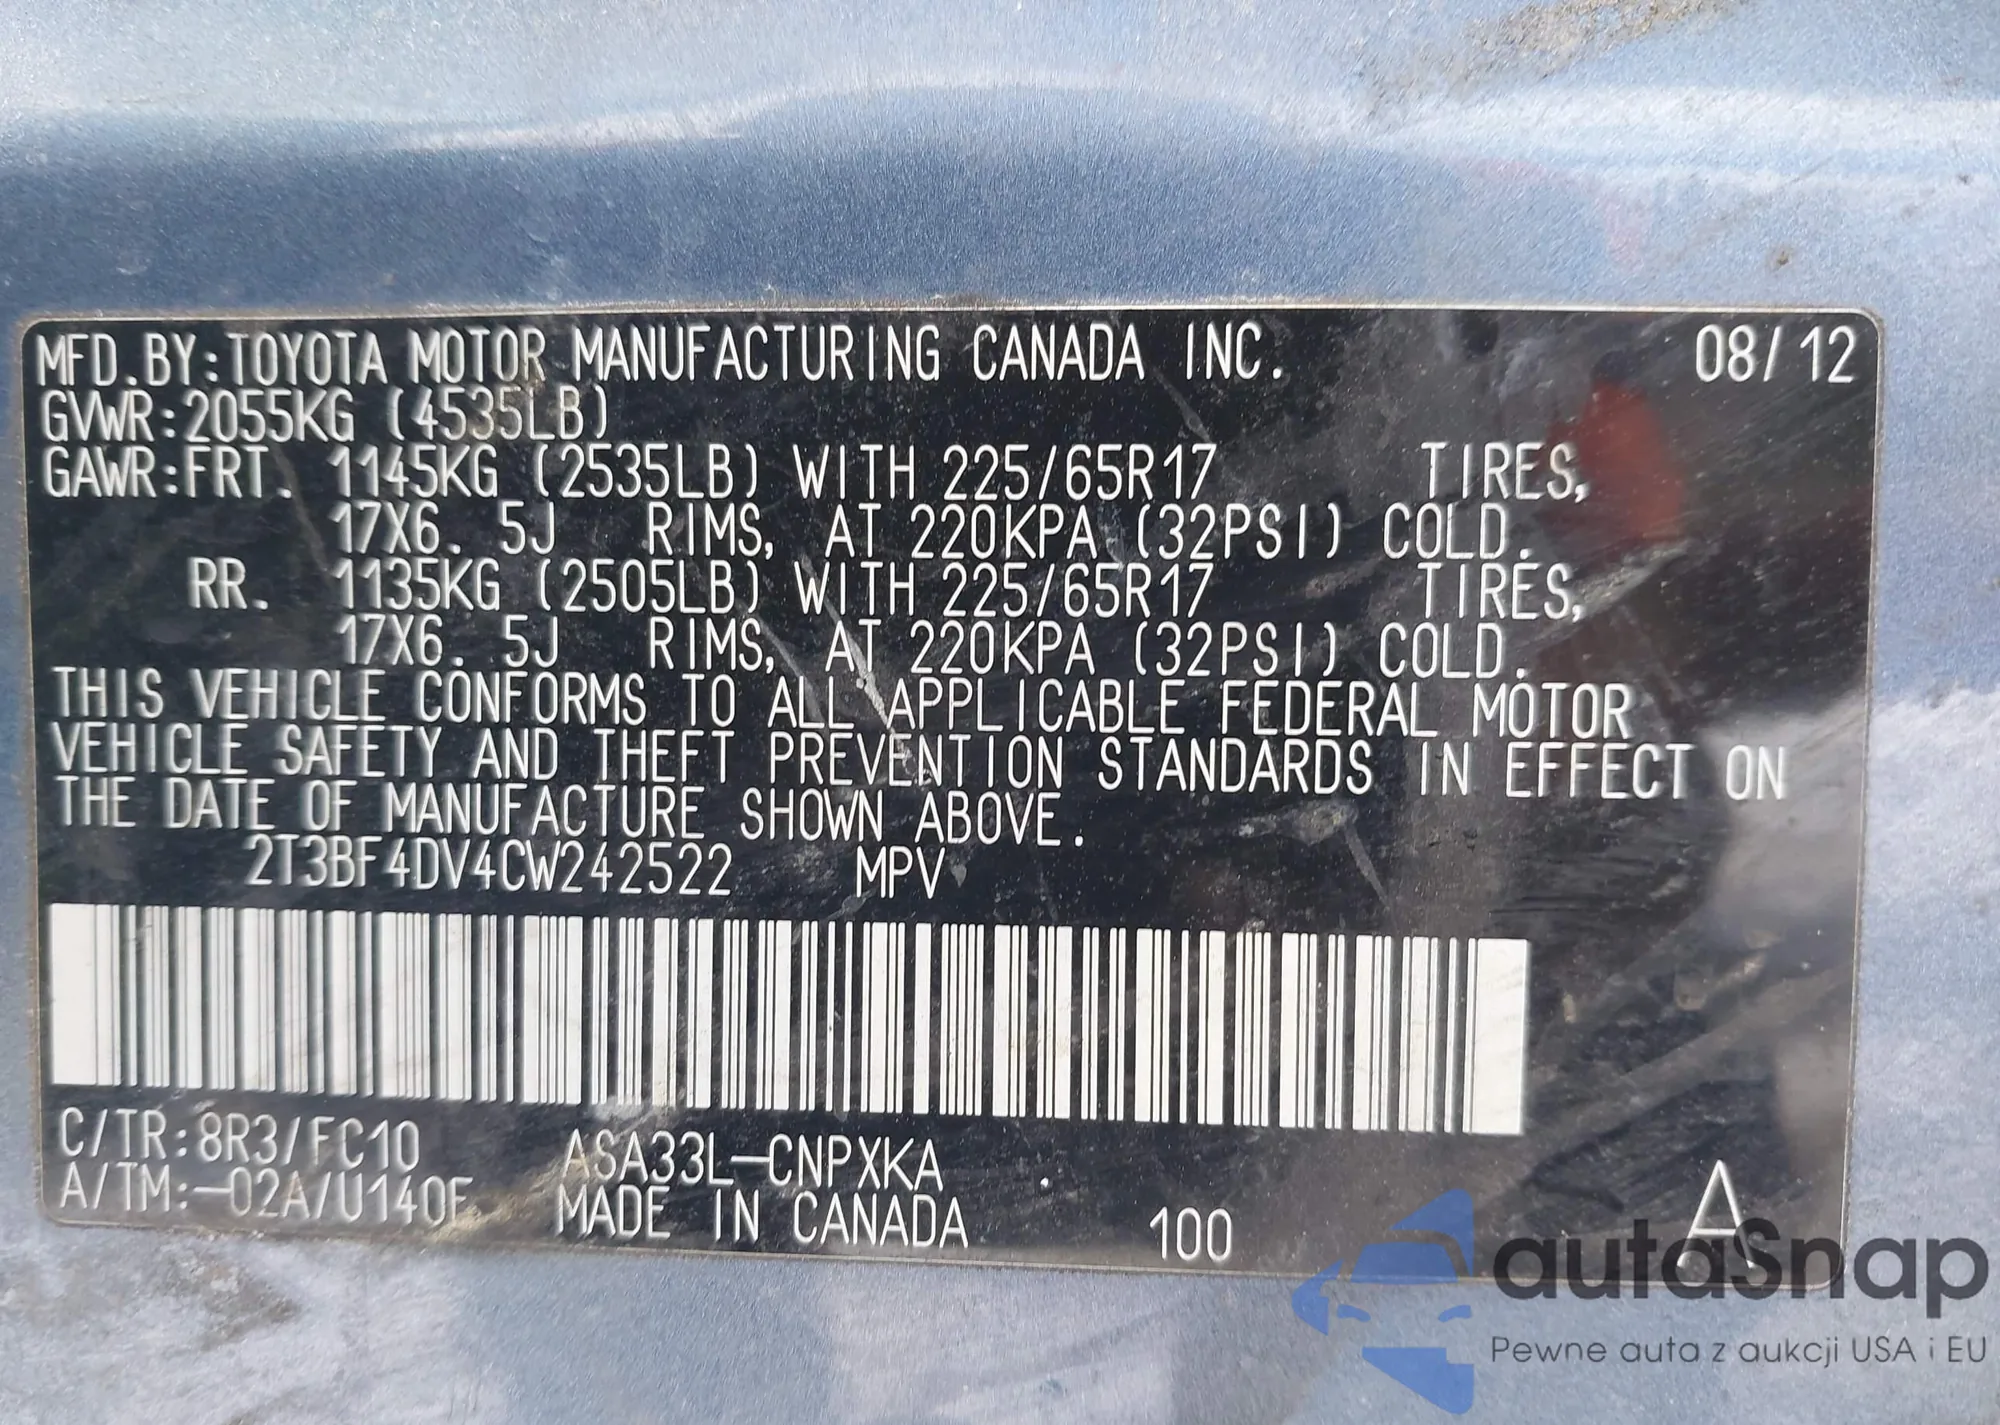 MFD.BY:TOYOTA MOTOR MANUFACTURING CANADA INC. 08/12
GVWR:2055KG (4535LB)
GAWR:FRT. 1145KG (2535LB) WITH 225/65R17 TIRES,
17X6.5J RIMS, AT 220KPA (32PSI) COLD.
RR. 1135KG (2505LB) WITH 225/65R17 TIRES,
17X6.5J RIMS, AT 220KPA (32PSI) COLD.
THIS VEHICLE CONFORMS TO ALL APPLICABLE FEDERAL MOTOR
VEHICLE SAFETY AND THEFT PREVENTION STANDARDS IN EFFECT ON
THE DATE OF MANUFACTURE SHOWN ABOVE.
2T3BF4DV4CW242522 MPV
C/TR:8R3/FC10 ASA33L-CNPXKA
A/TM:-02A/U140F MADE IN CANADA 100 A
autaSnap
Pewne auta z aukcji USA i EU